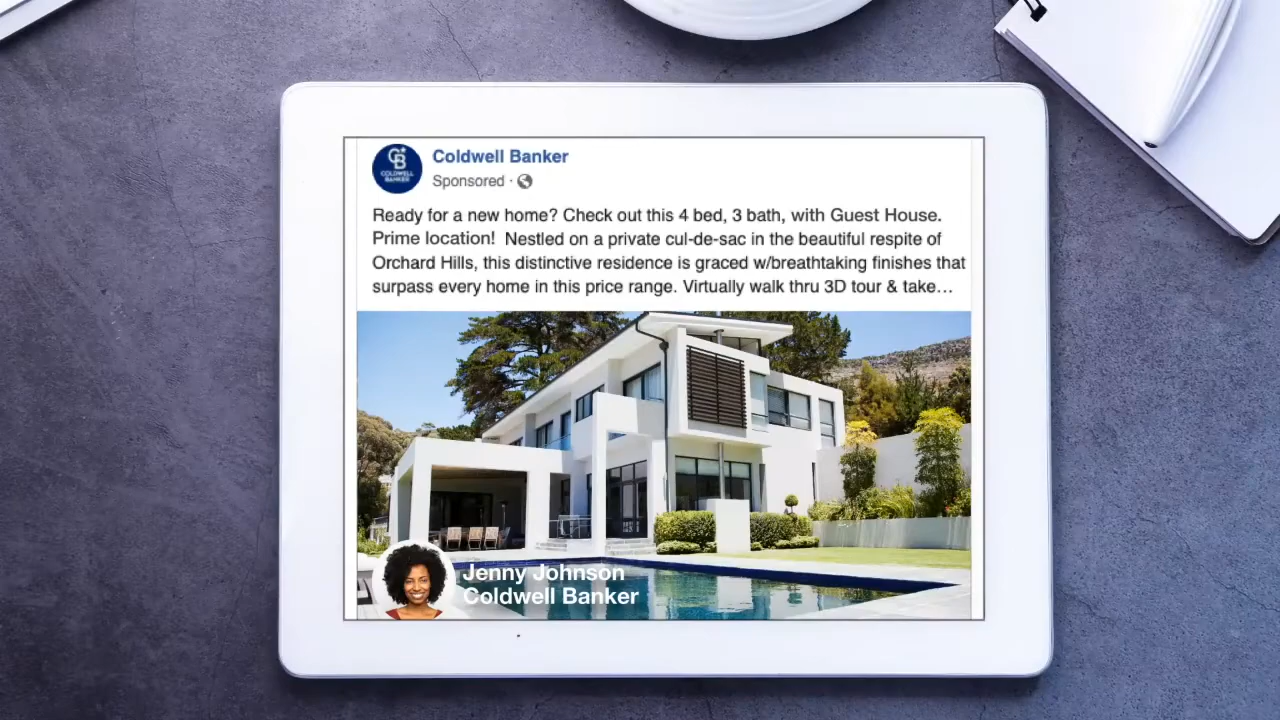 CB
COLDWELL
BANKER
Coldwell Banker
Sponsored ·
Ready for a new home? Check out this 4 bed, 3 bath, with Guest House.
Prime location!  Nestled on a private cul-de-sac in the beautiful respite of
Orchard Hills, this distinctive residence is graced w/breathtaking finishes that
surpass every home in this price range. Virtually walk thru 3D tour & take…
Jenny Johnson
Coldwell Banker